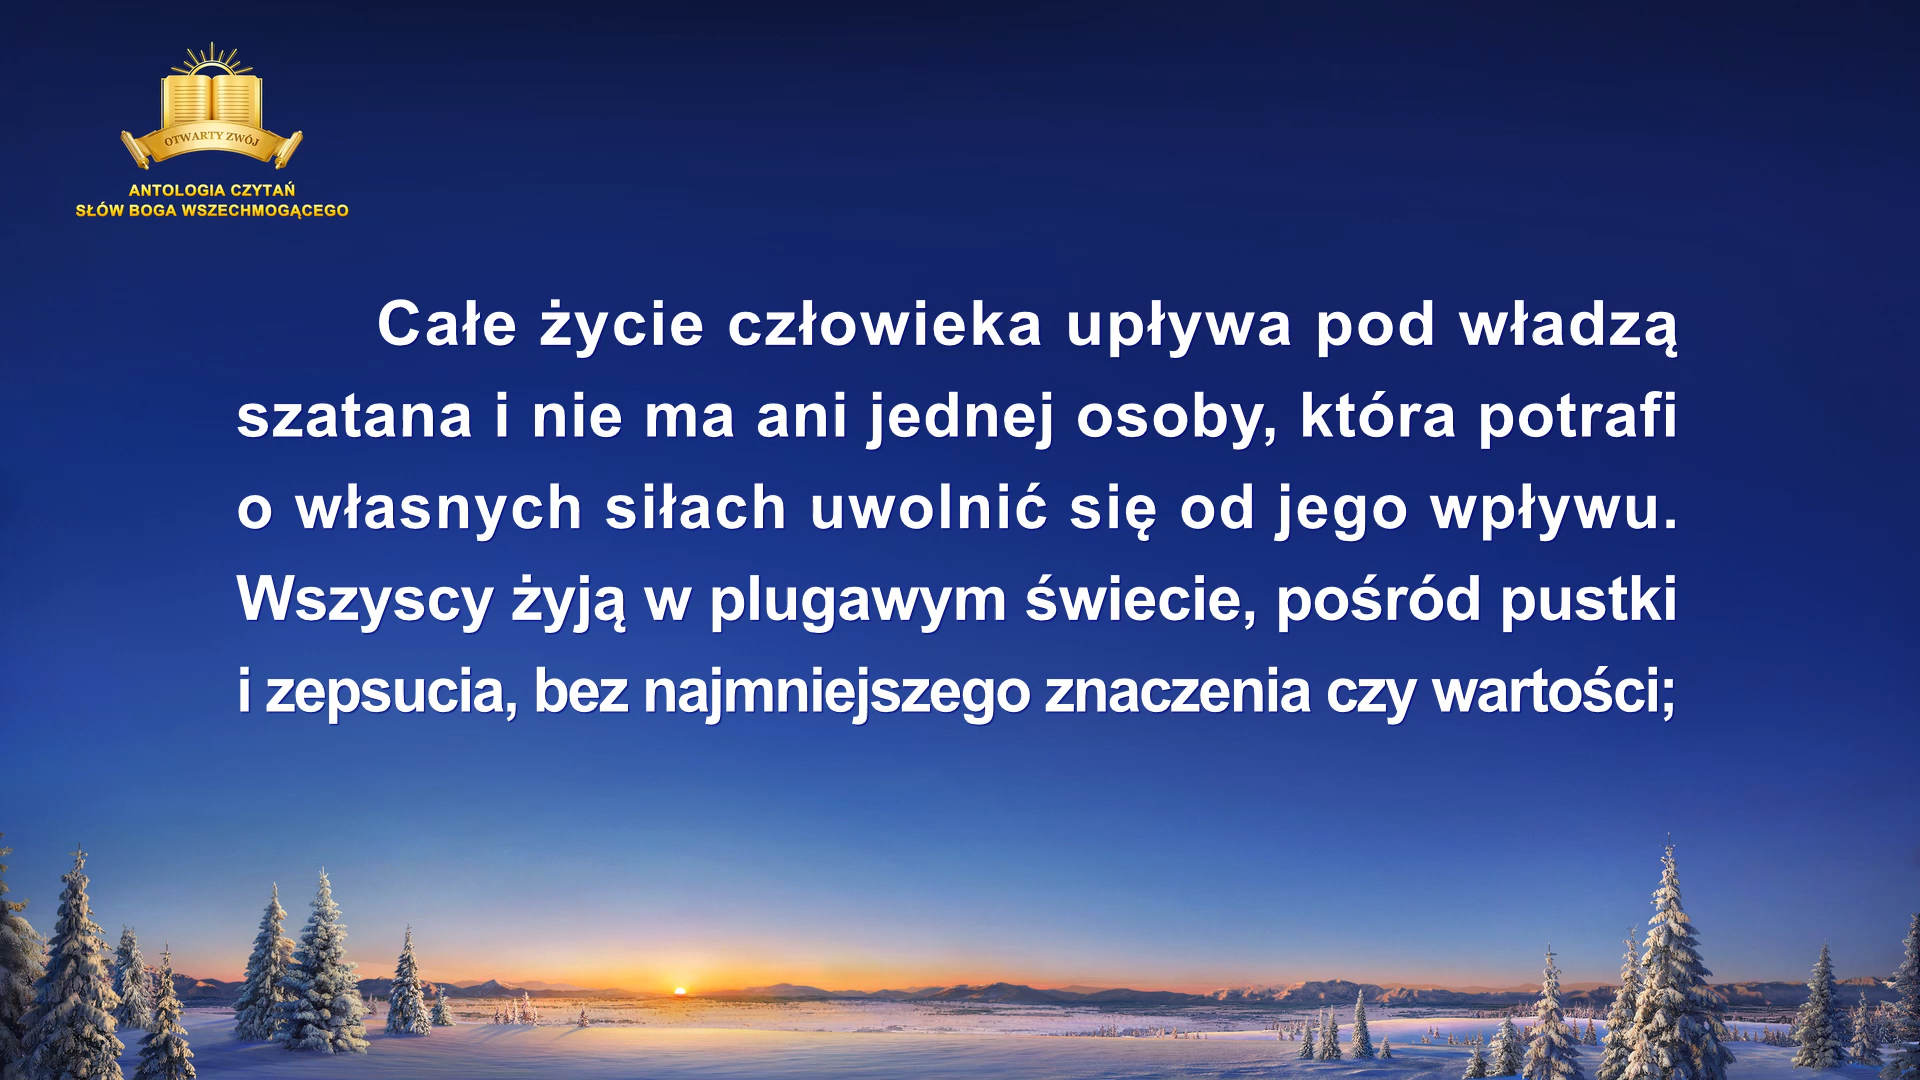 OTWARTY ZWÓJ
ANTOLOGIA CZYTAŃ
SŁÓW BOGA WSZECHMOGĄCEGO
Całe życie człowieka upływa pod władzą
szatana i nie ma ani jednej osoby, która potrafi
o własnych siłach uwolnić się od jego wpływu.
Wszyscy żyją w plugawym świecie, pośród pustki
i zepsucia, bez najmniejszego znaczenia czy wartości;